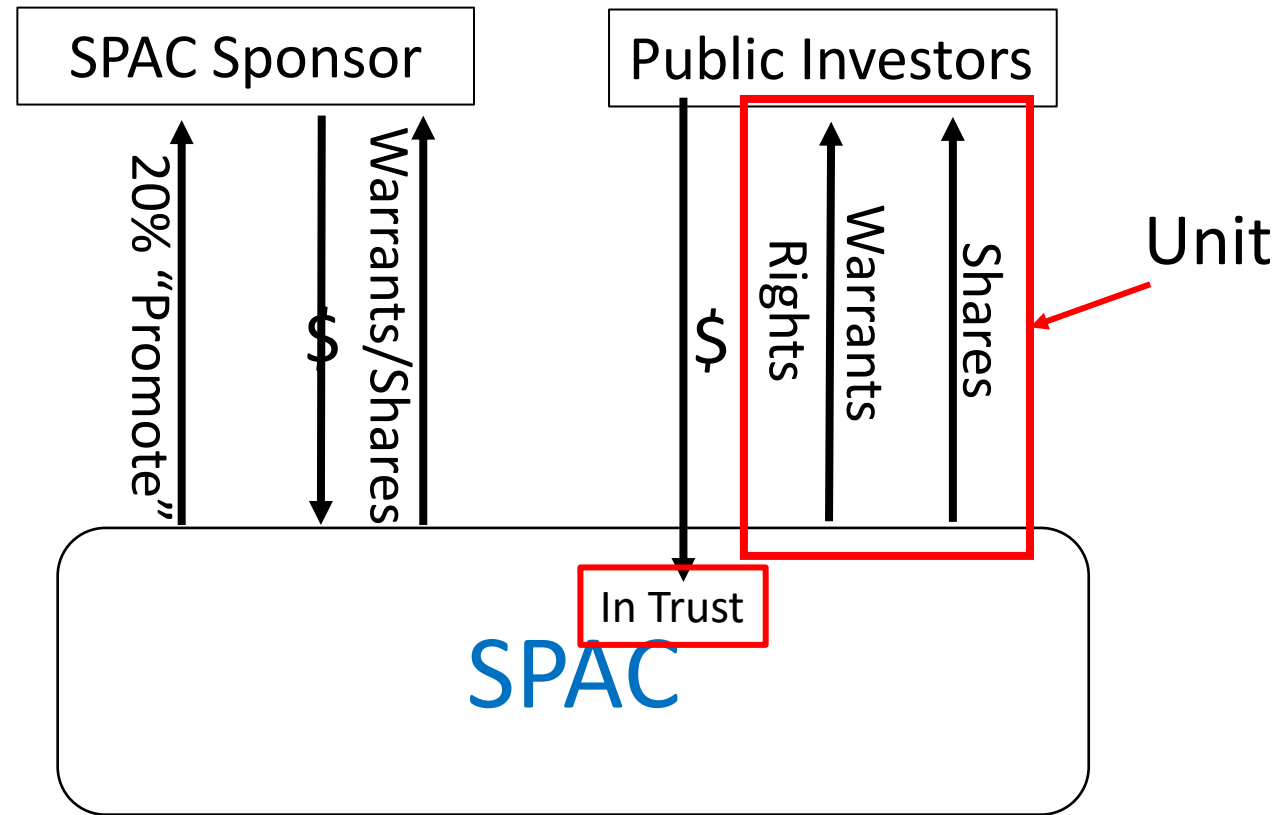 SPAC Sponsor
Public Investors
20% “Promote”
$
Warrants/Shares
$
Rights
Warrants
Shares
Unit
In Trust
SPAC